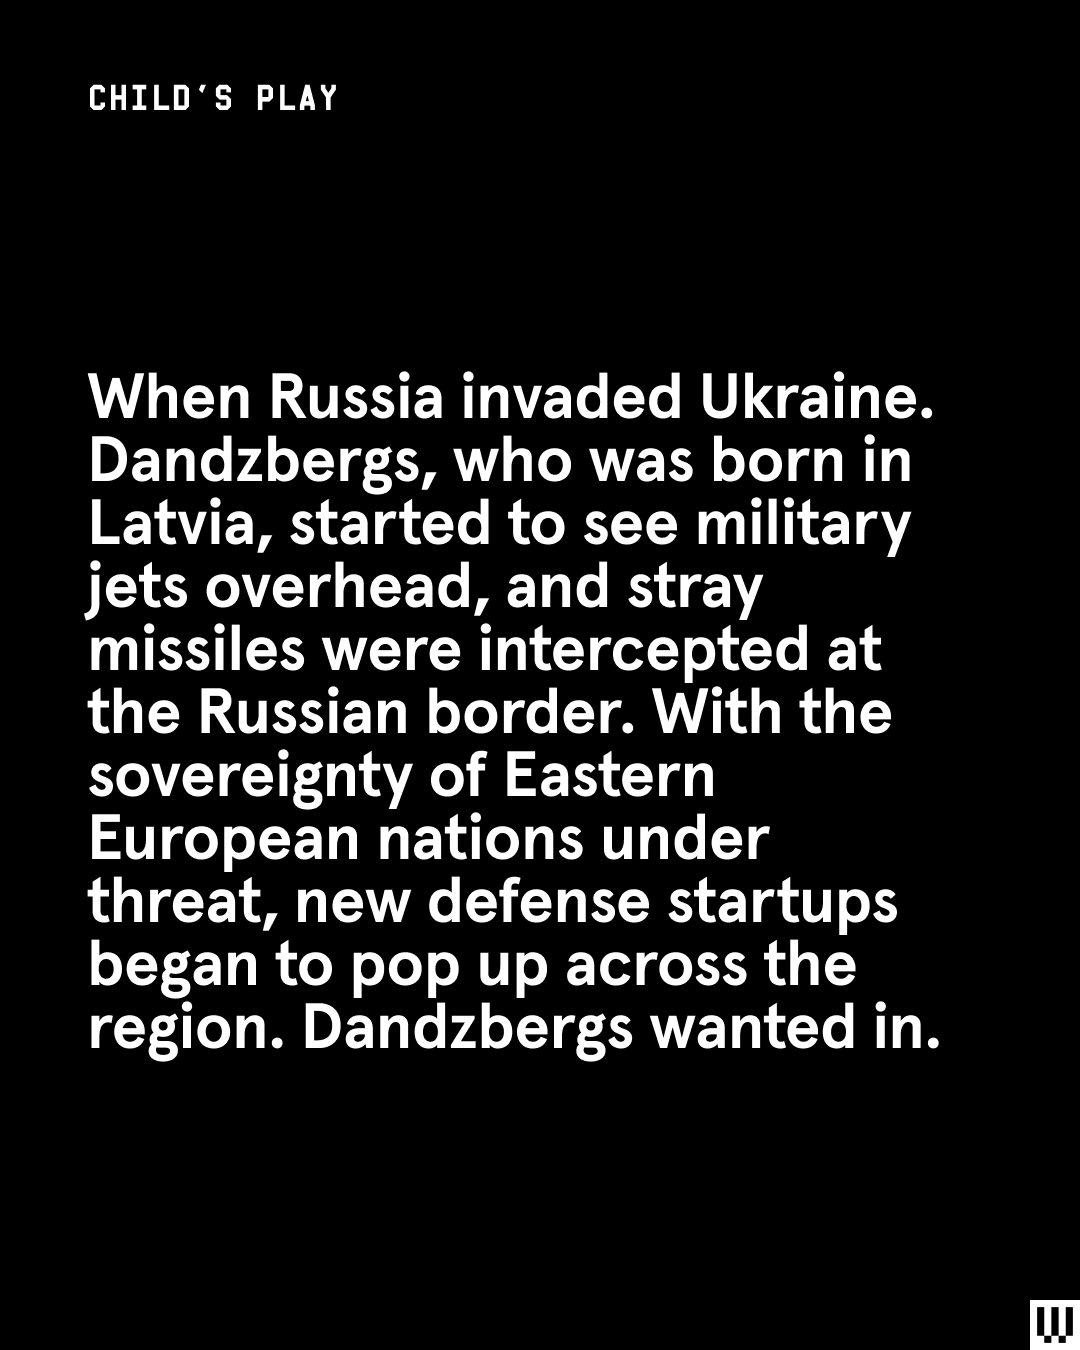 CHILD'S PLAY
When Russia invaded Ukraine.
Dandzbergs, who was born in
Latvia, started to see military
jets overhead, and stray
missiles were intercepted at
the Russian border. With the
sovereignty of Eastern
European nations under
threat, new defense startups
began to pop up across the
region. Dandzbergs wanted in.
W